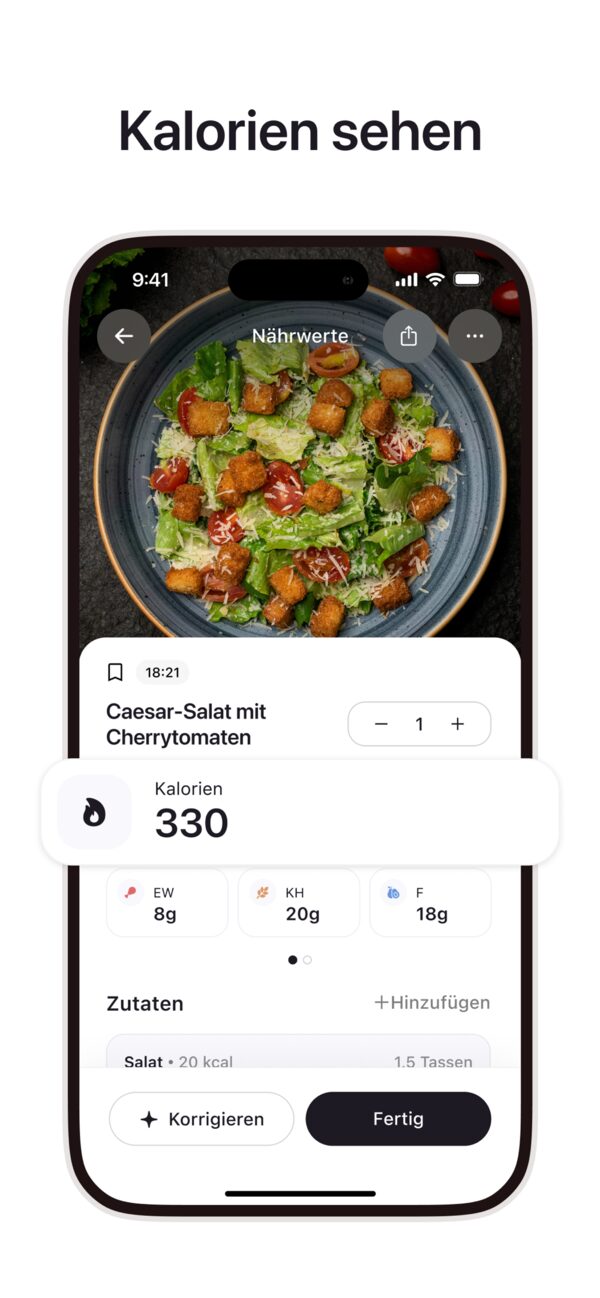 Kalorien sehen
9:41
Nährwerte
18:21
Caesar-Salat mit
Cherrytomaten
1
Kalorien
330
EW
8g
KH
20g
F
18g
Zutaten
+Hinzufügen
Salat • 20 kcal
1.5 Tassen
Korrigieren
Fertig